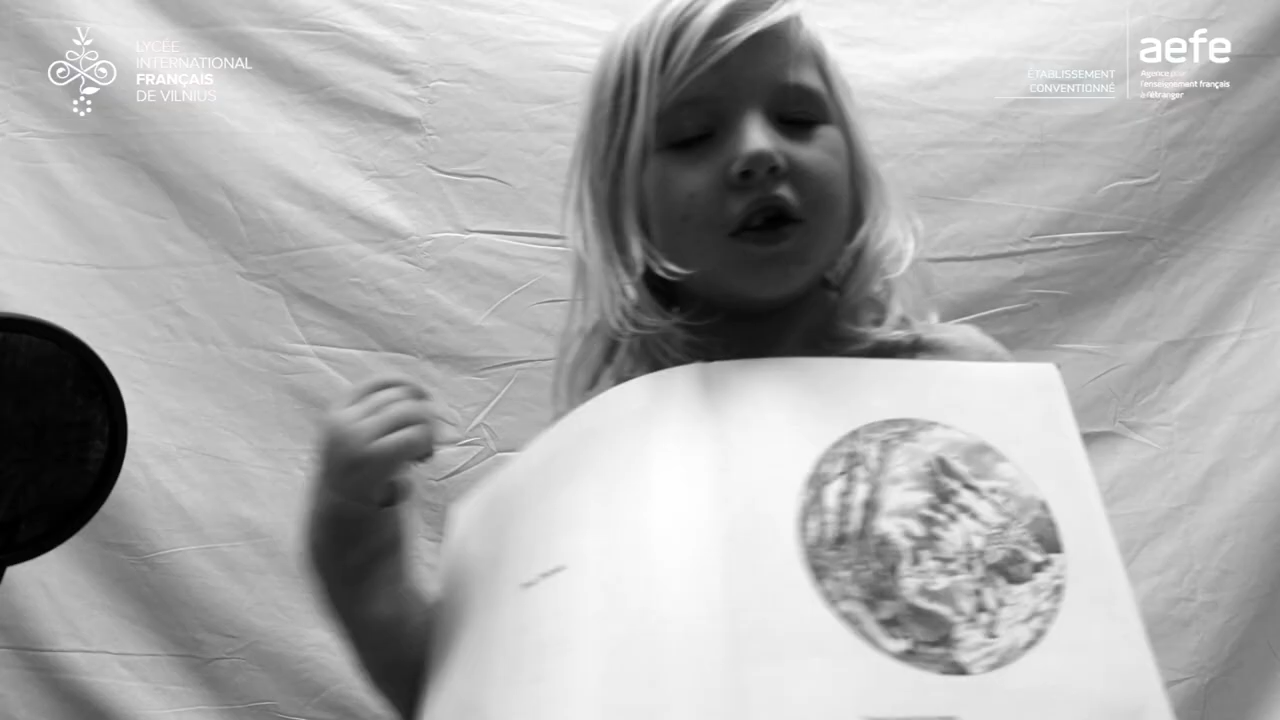 LYCÉE
INTERNATIONAL
FRANÇAIS
DE VILNIUS
ÉTABLISSEMENT
CONVENTIONNÉ
aefe
Agence pour
l'enseignement français
à l'étranger